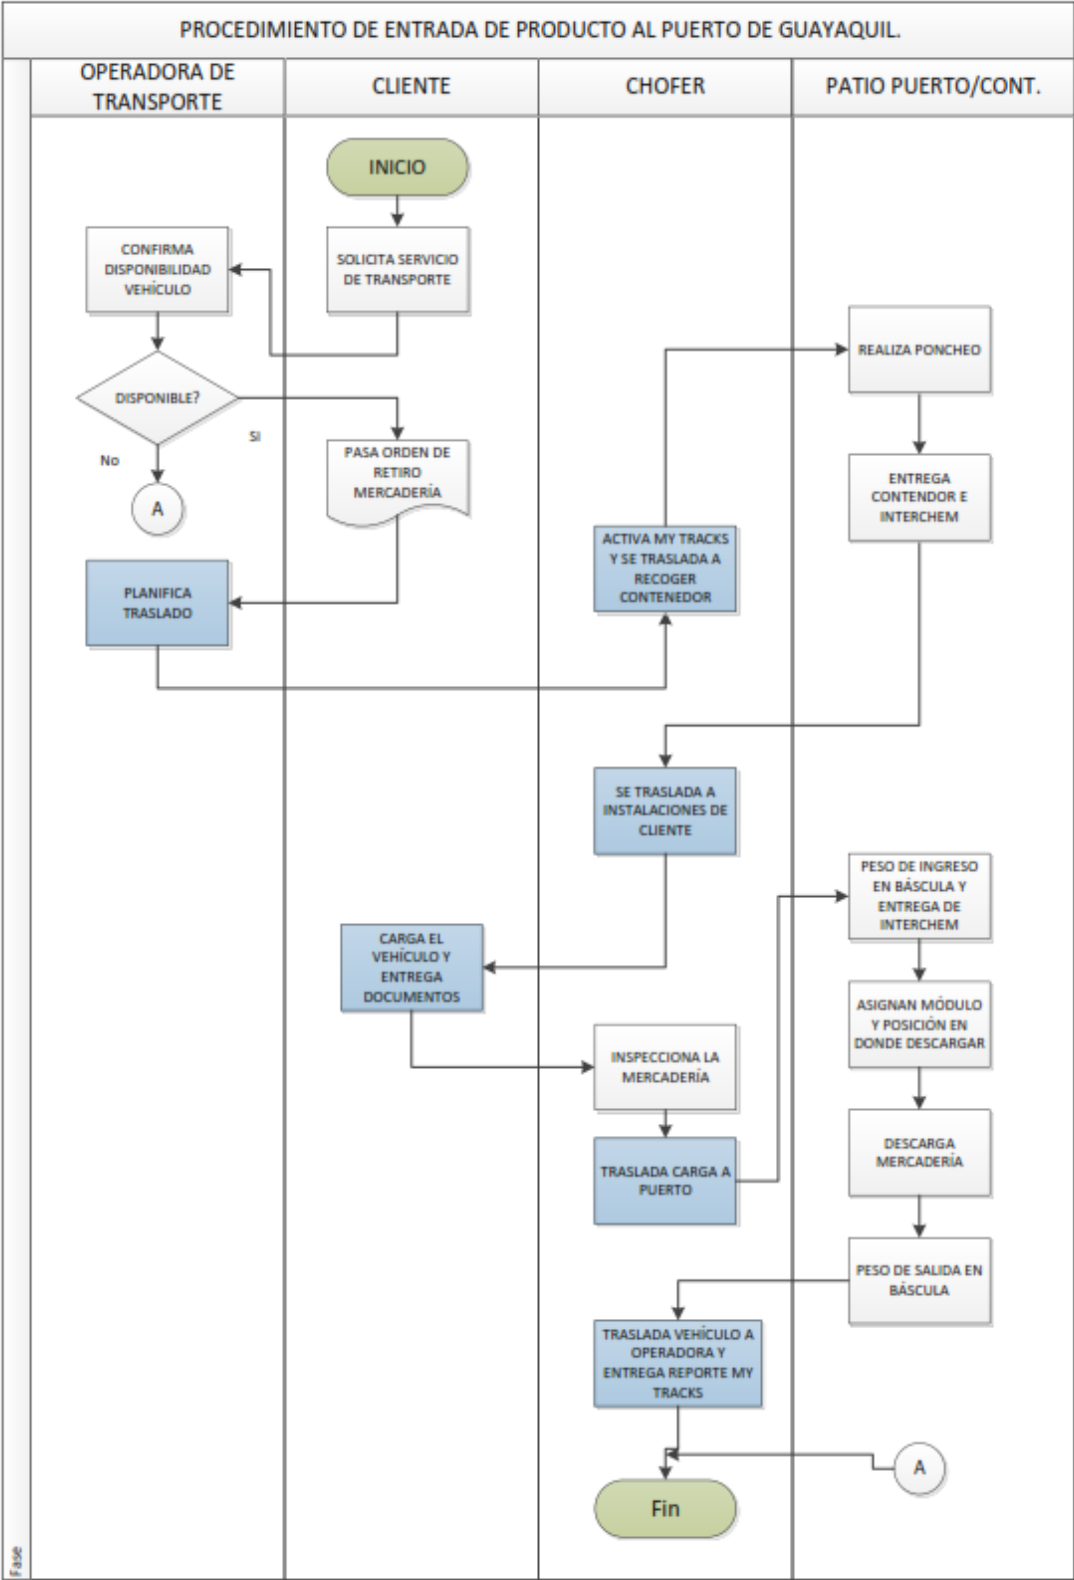 PROCEDIMIENTO DE ENTRADA DE PRODUCTO AL PUERTO DE GUAYAQUIL.
OPERADORA DE
TRANSPORTE
CLIENTE
CHOFER
PATIO PUERTO/CONT.
INICIO
SOLICITA SERVICIO
DE TRANSPORTE
CONFIRMA
DISPONIBILIDAD
VEHÍCULO
DISPONIBLE?
SI
No
A
PASA ORDEN DE
RETIRO
MERCADERÍA
PLANIFICA
TRASLADO
ACTIVA MY TRACKS
Y SE TRASLADA A
RECOGER
CONTENEDOR
REALIZA PONCHEO
ENTREGA
CONTENDOR E
INTERCHEM
SE TRASLADA A
INSTALACIONES DE
CLIENTE
CARGA EL
VEHÍCULO Y
ENTREGA
DOCUMENTOS
INSPECCIONA LA
MERCADERÍA
TRASLADA CARGA A
PUERTO
PESO DE INGRESO
EN BÁSCULA Y
ENTREGA DE
INTERCHEM
ASIGNAN MÓDULO
Y POSICIÓN EN
DONDE DESCARGAR
DESCARGA
MERCADERÍA
PESO DE SALIDA EN
BÁSCULA
TRASLADA VEHÍCULO A
OPERADORA Y
ENTREGA REPORTE MY
TRACKS
A
Fin
Fase